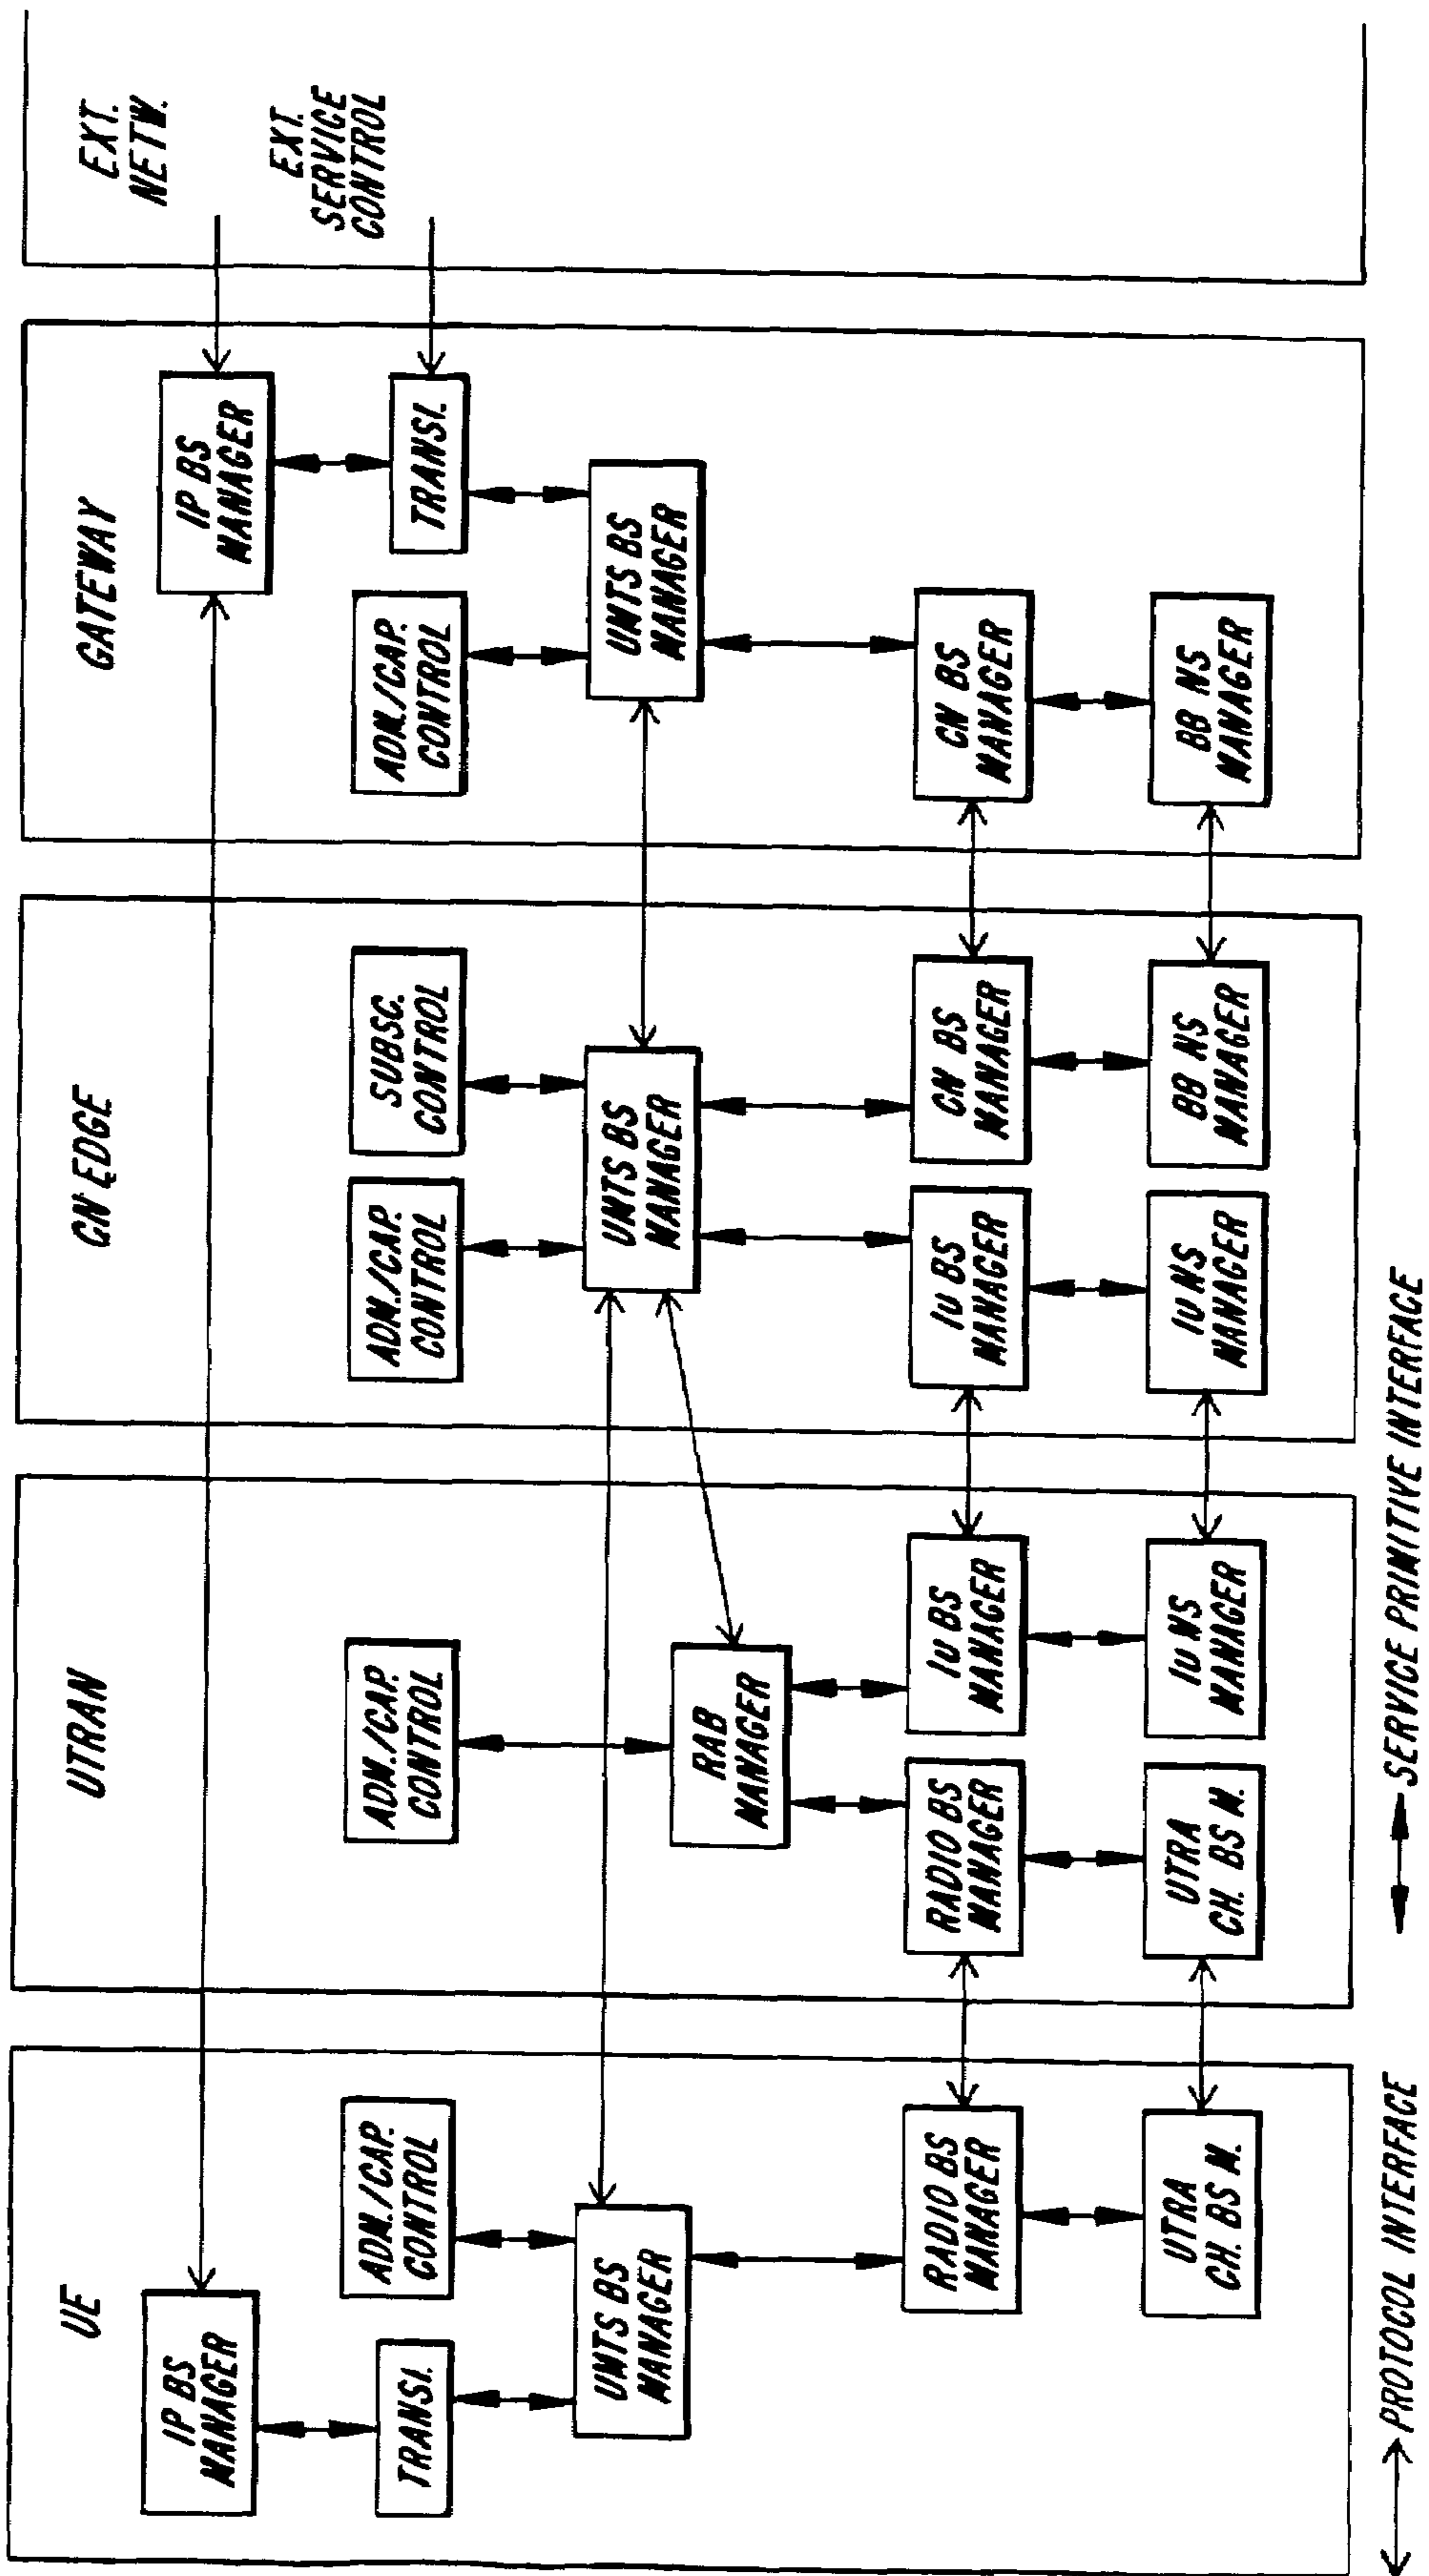 UE
IP BS
MANAGER
TRANSI.
ADM./CAP.
CONTROL
UMTS BS
MANAGER
RADIO BS
MANAGER
UTRA
CH. BS M.
UTRAN
ADM./CAP.
CONTROL
RAB
MANAGER
RADIO BS
MANAGER
IU BS
MANAGER
UTRA
CH. BS M.
IU NS
MANAGER
CN EDGE
ADM./CAP.
CONTROL
SUBSC.
CONTROL
UMTS BS
MANAGER
IU BS
MANAGER
CN BS
MANAGER
IU NS
MANAGER
BB NS
MANAGER
GATEWAY
IP BS
MANAGER
ADM./CAP.
CONTROL
TRANSI.
UMTS BS
MANAGER
CN BS
MANAGER
BB NS
MANAGER
EXT.
NETW.
EXT.
SERVICE
CONTROL
PROTOCOL INTERFACE
SERVICE PRIMITIVE INTERFACE